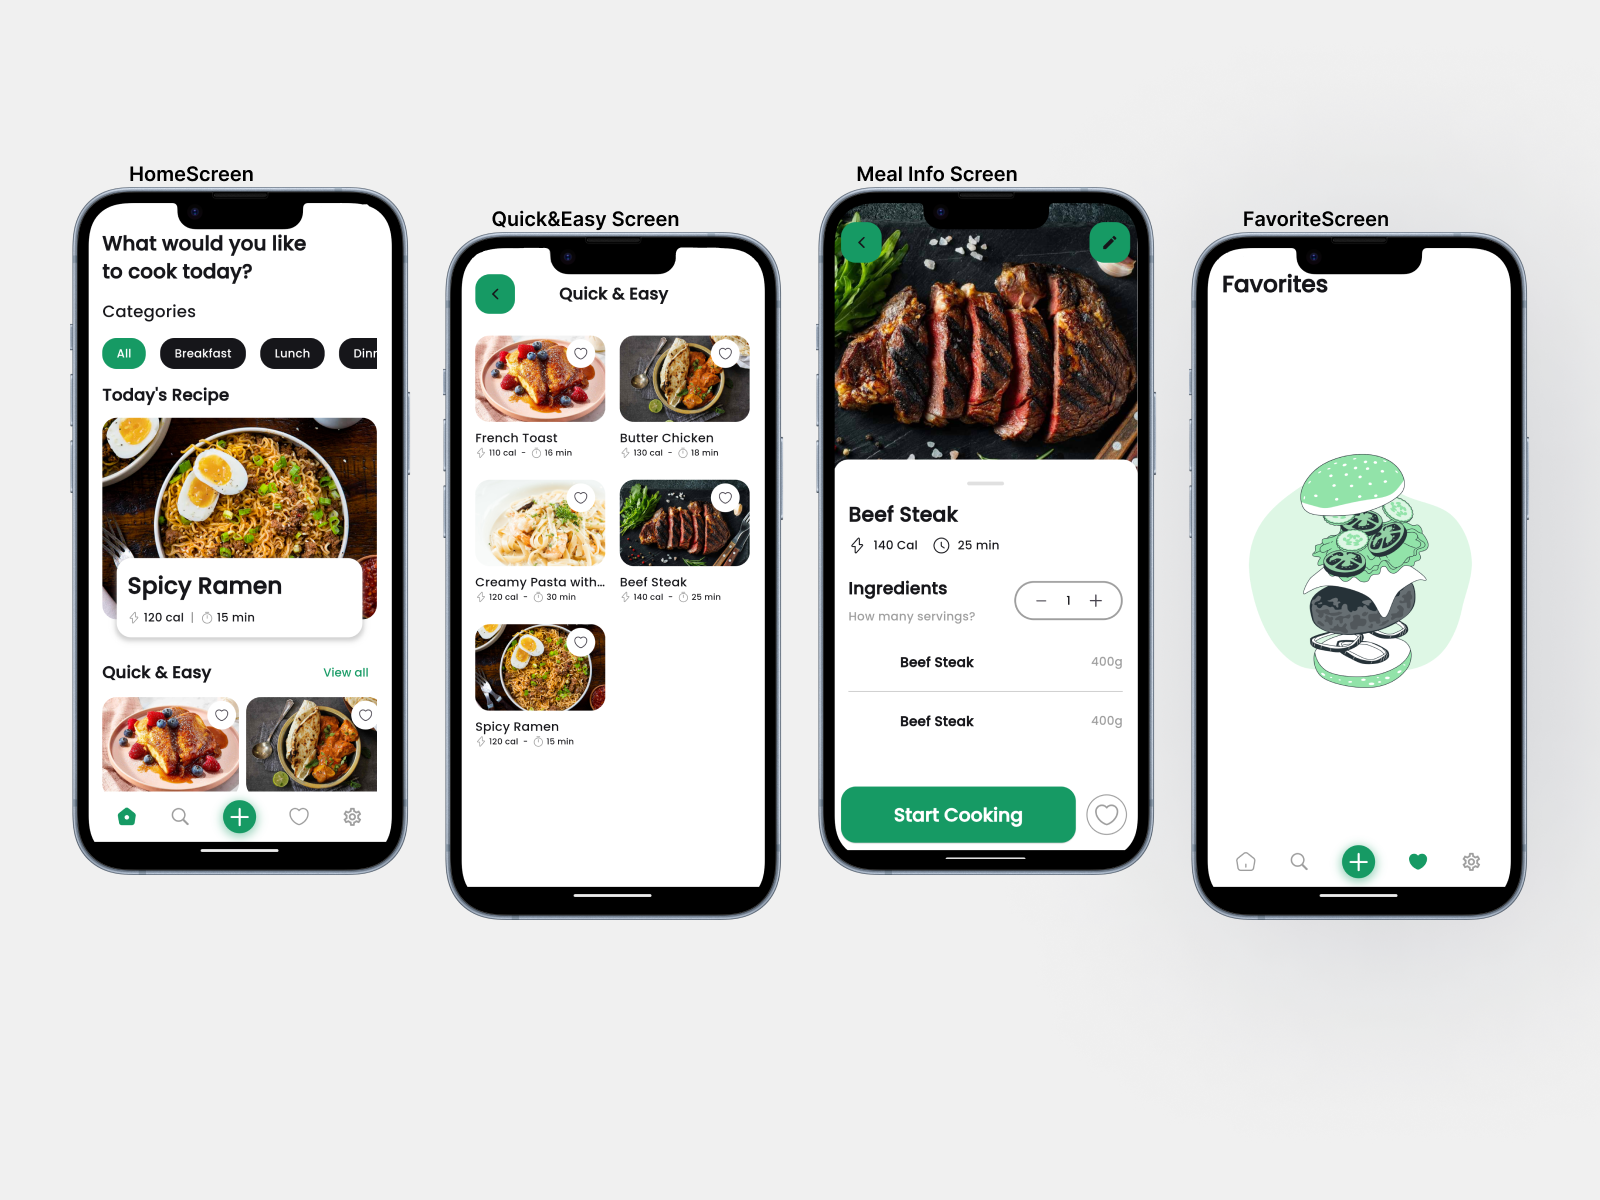 HomeScreen
What would you like
to cook today?
Categories
All
Breakfast
Lunch
Dinr
Today's Recipe
Spicy Ramen
120 cal | 15 min
Quick & Easy
View all
Quick&Easy Screen
Quick & Easy
French Toast
110 cal - 16 min
Butter Chicken
130 cal - 18 min
Creamy Pasta with...
120 cal - 30 min
Beef Steak
140 cal - 25 min
Spicy Ramen
120 cal - 15 min
Meal Info Screen
Beef Steak
140 Cal 25 min
Ingredients
How many servings?
− 1 +
Beef Steak 400g
Beef Steak 400g
Start Cooking
FavoriteScreen
Favorites